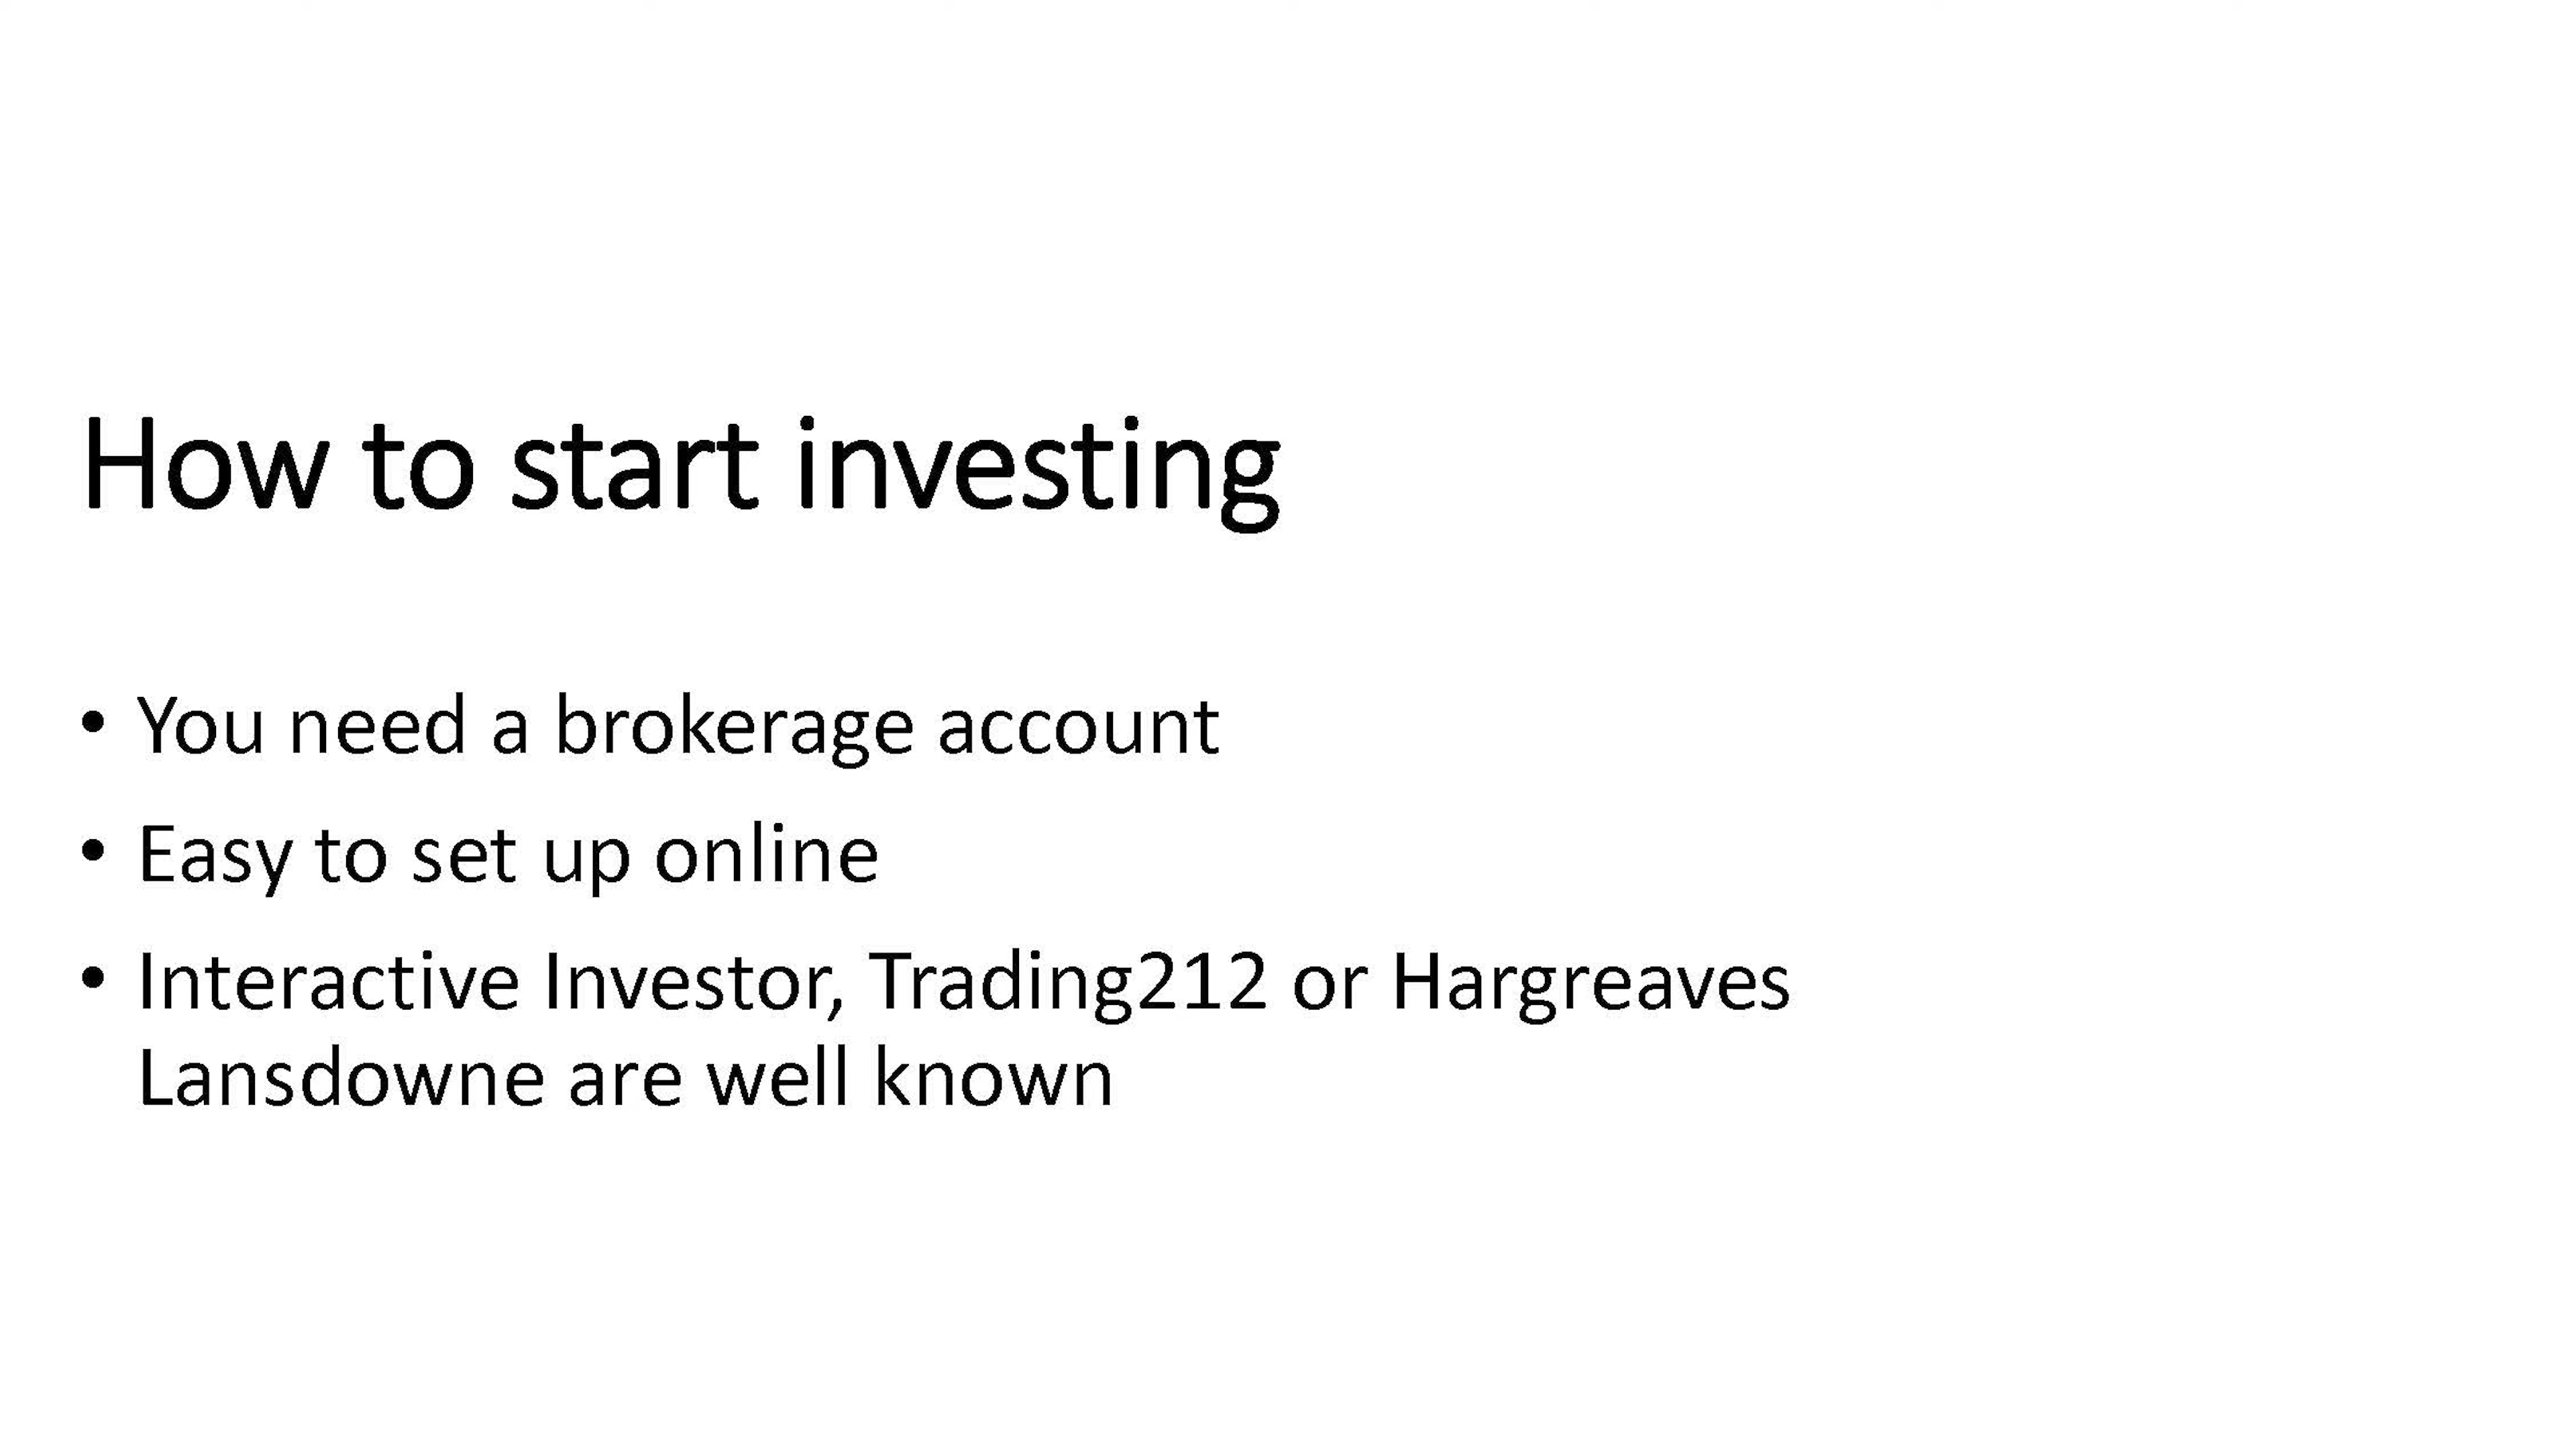 How to start investing
• You need a brokerage account
• Easy to set up online
• Interactive Investor, Trading212 or Hargreaves
Lansdowne are well known